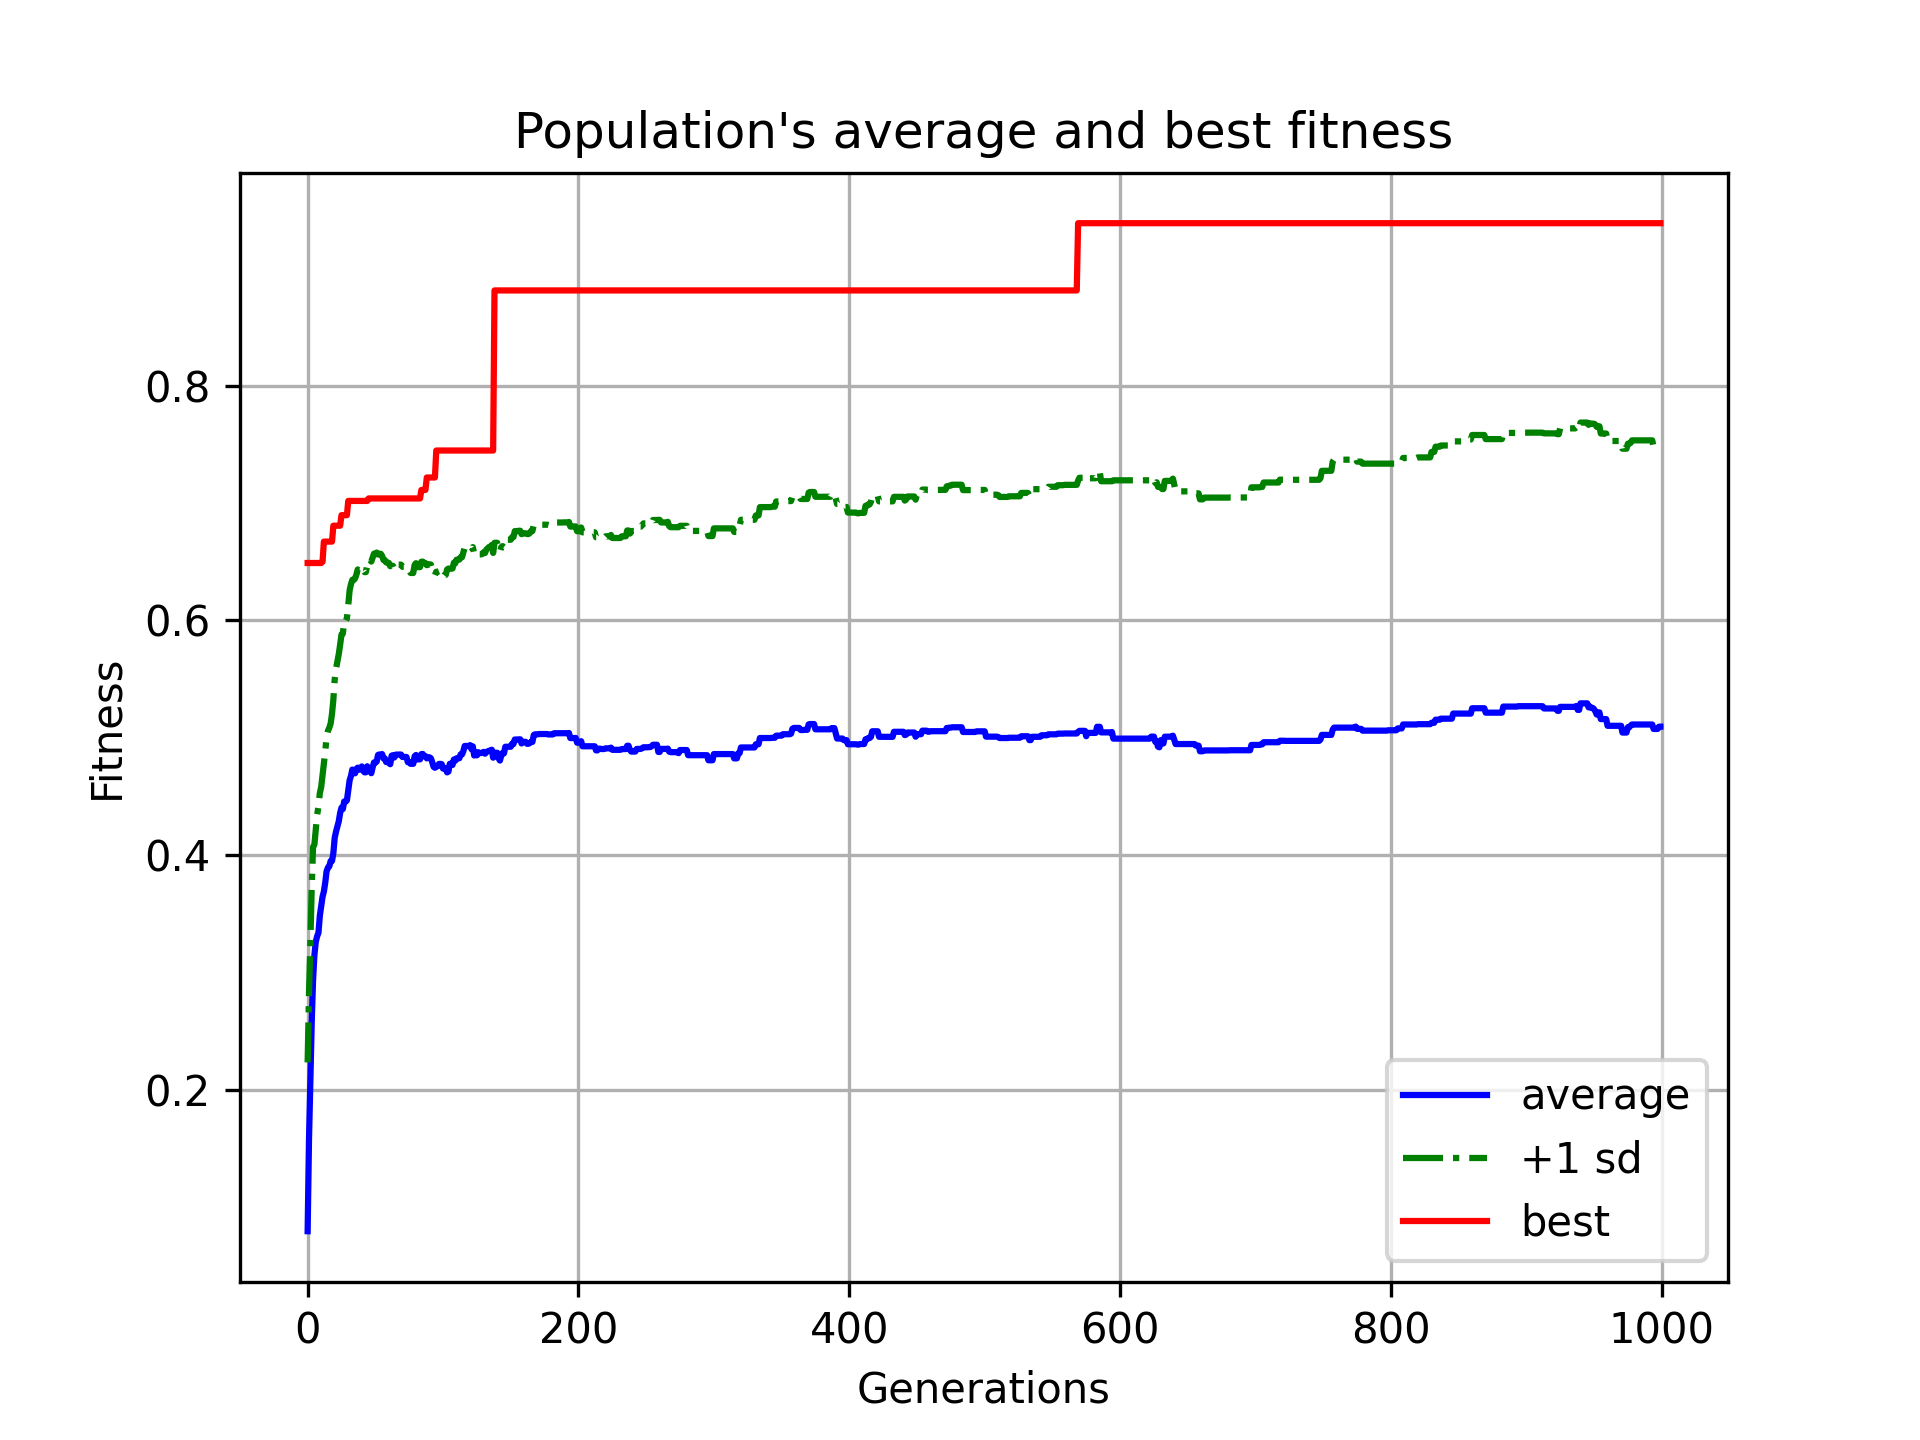 Population's average and best fitness
Fitness
0.8
0.6
0.4
0.2
0 200 400 600 800 1000
Generations
average
+1 sd
best